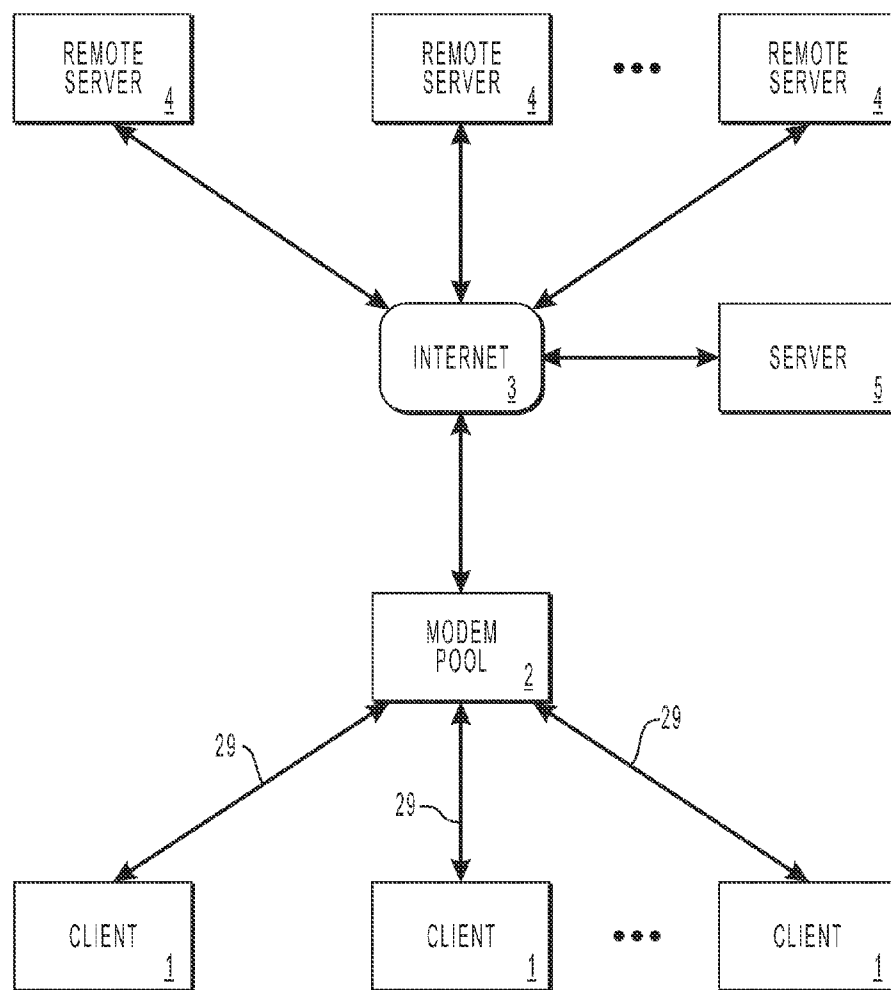 REMOTE
SERVER
4
REMOTE
SERVER
4
REMOTE
SERVER
4
INTERNET
3
SERVER
5
MODEM
POOL
2
29
29
29
CLIENT
1
CLIENT
1
CLIENT
1